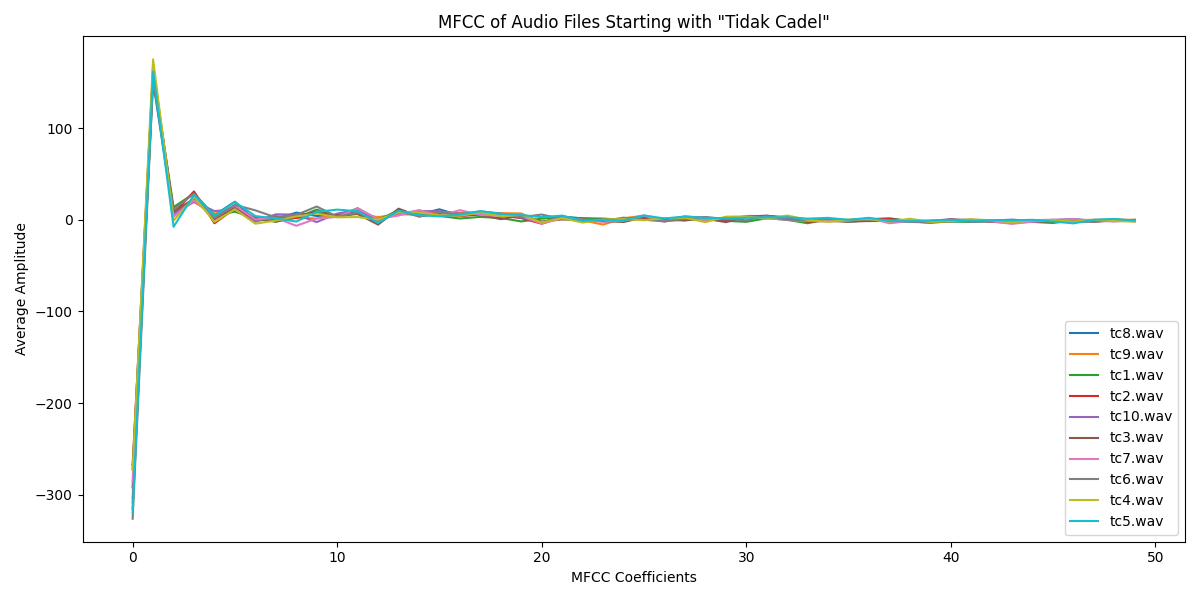 MFCC of Audio Files Starting with "Tidak Cadel"
Average Amplitude
100
0
−100
−200
−300
0 10 20 30 40 50
MFCC Coefficients
tc8.wav
tc9.wav
tc1.wav
tc2.wav
tc10.wav
tc3.wav
tc7.wav
tc6.wav
tc4.wav
tc5.wav